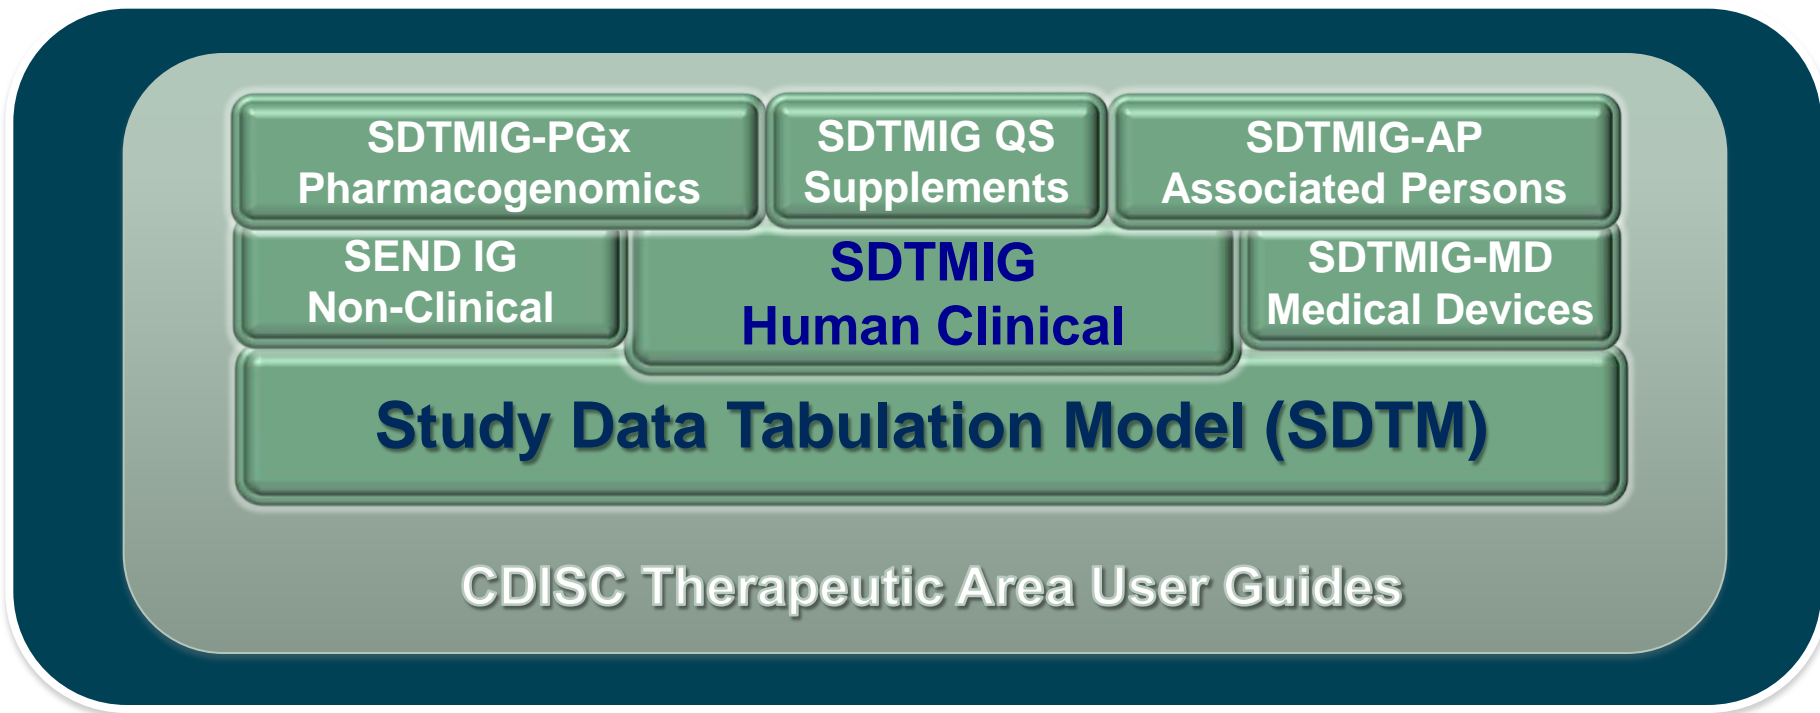 SDTMIG-PGx
Pharmacogenomics
SDTMIG QS
Supplements
SDTMIG-AP
Associated Persons
SEND IG
Non-Clinical
SDTMIG
Human Clinical
SDTMIG-MD
Medical Devices
Study Data Tabulation Model (SDTM)
CDISC Therapeutic Area User Guides